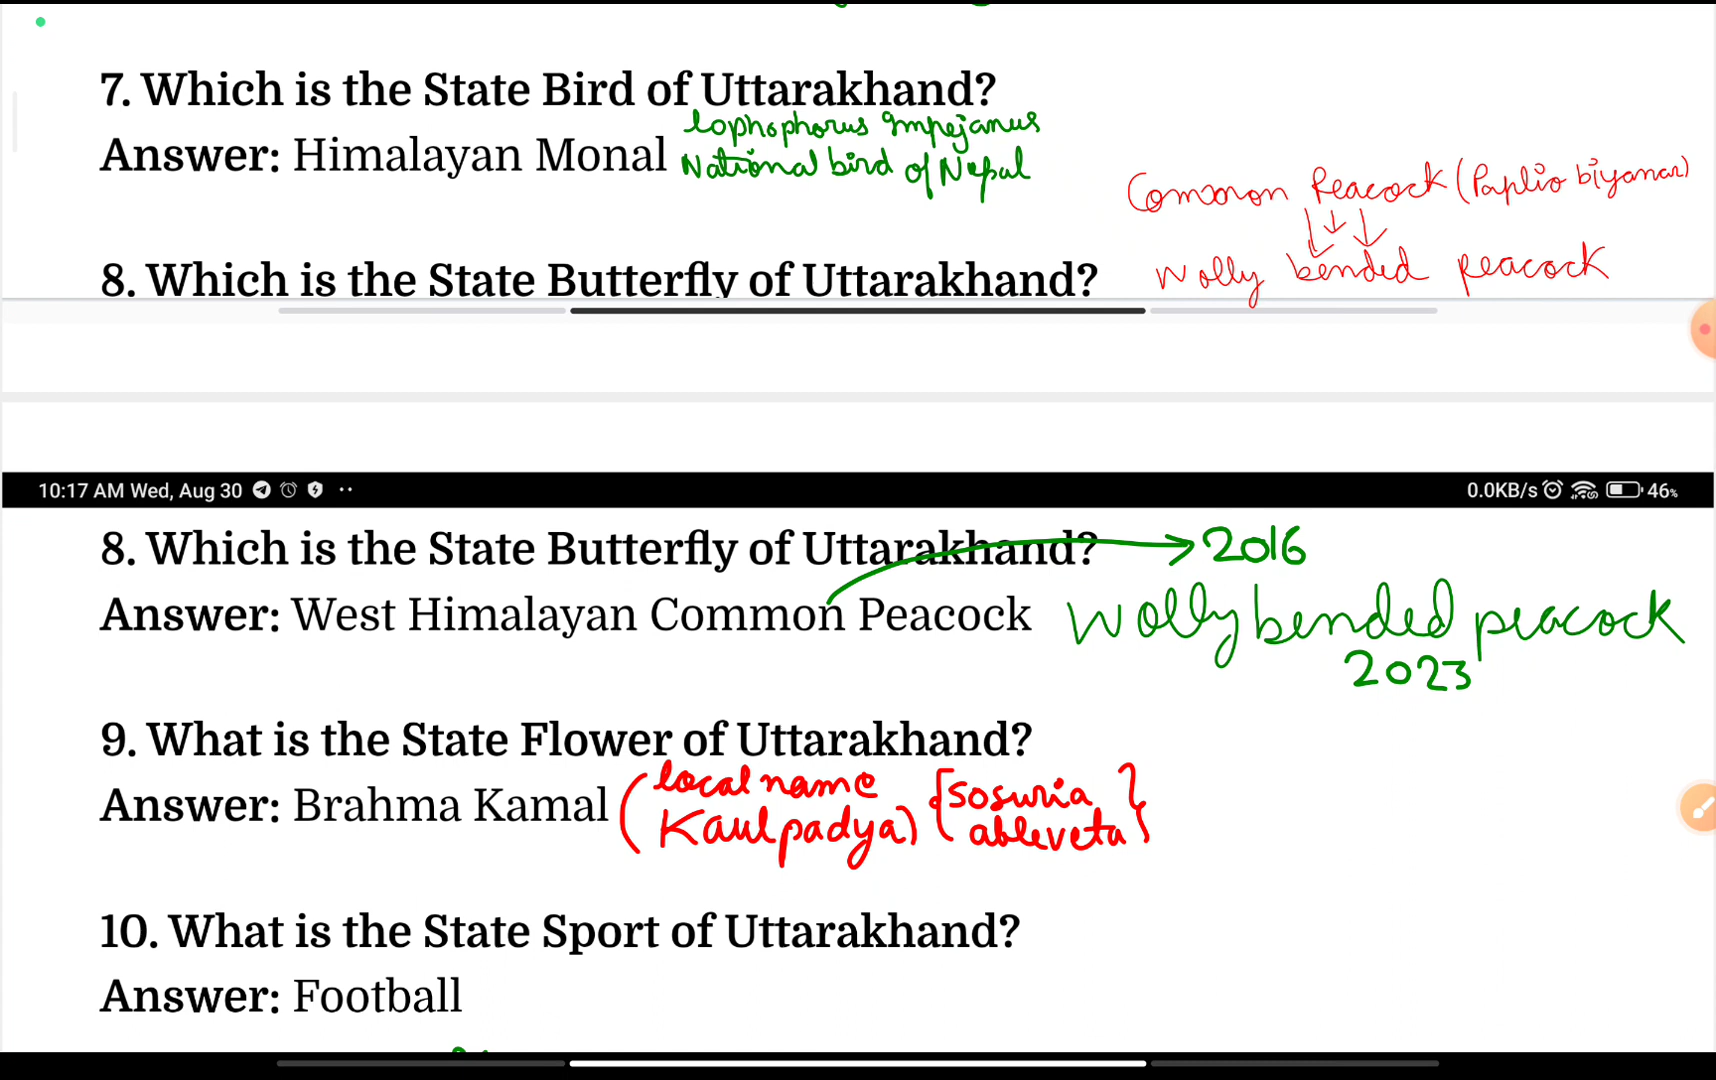 7. Which is the State Bird of Uttarakhand?
lophophorus impejanus
Answer: Himalayan Monal National bird of Nepal
Common Peacock (Paplio biyanar)
8. Which is the State Butterfly of Uttarakhand? wolly bended peacock
10:17 AM Wed, Aug 30 0.0KB/s 46%
8. Which is the State Butterfly of Uttarakhand? 2016
Answer: West Himalayan Common Peacock wolly bended peacock
2023
9. What is the State Flower of Uttarakhand?
Answer: Brahma Kamal (local name Kaulpadya) {sosuria ableveta}
10. What is the State Sport of Uttarakhand?
Answer: Football